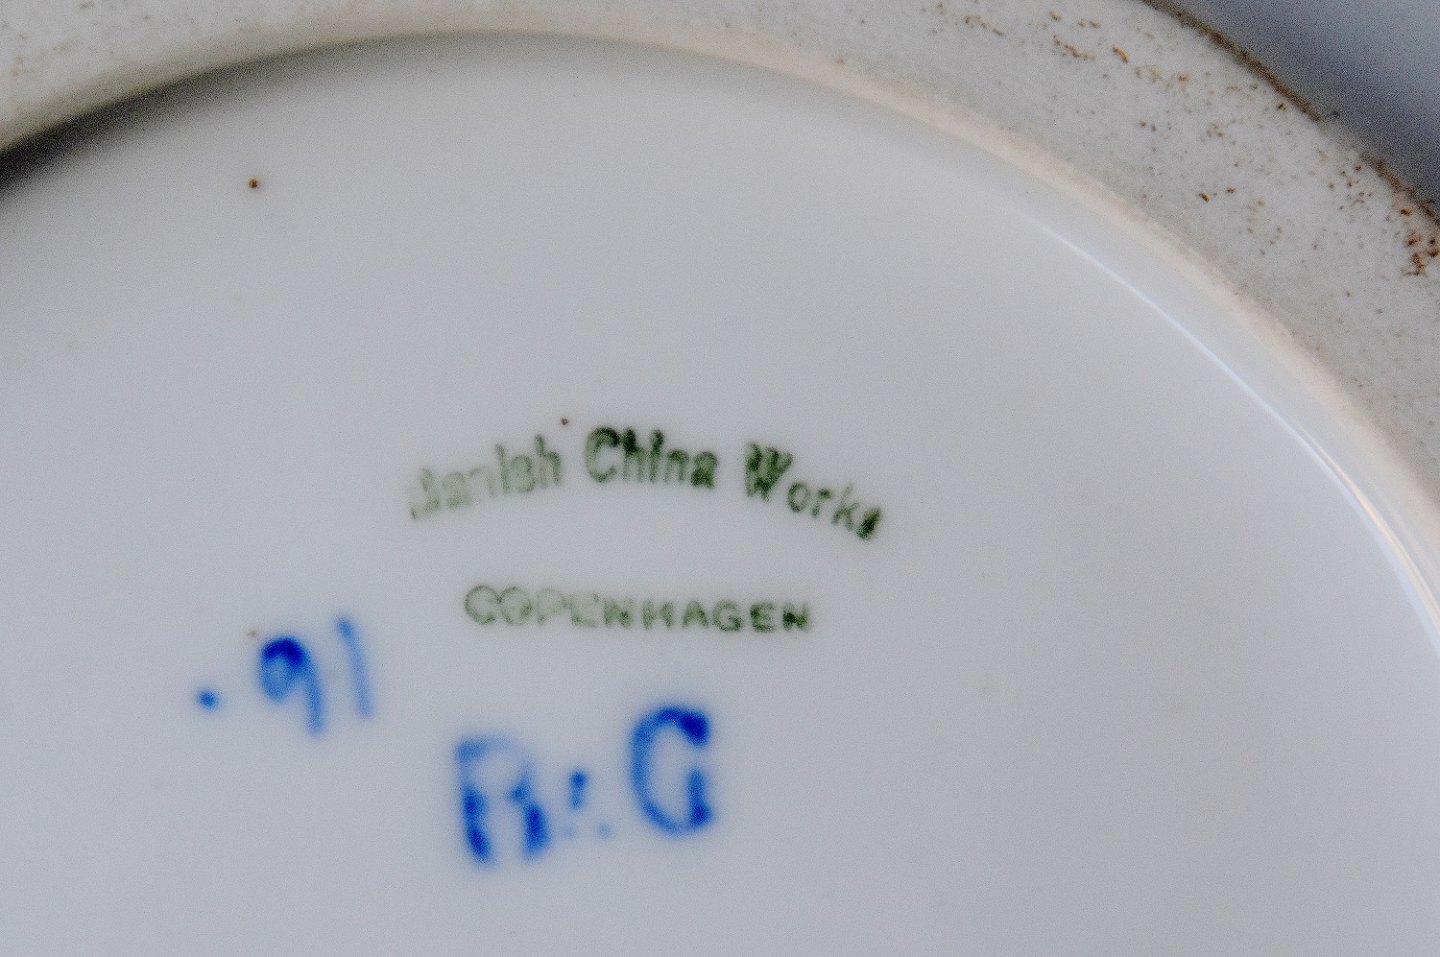 Danish China Works
COPENHAGEN
. 91
B&G